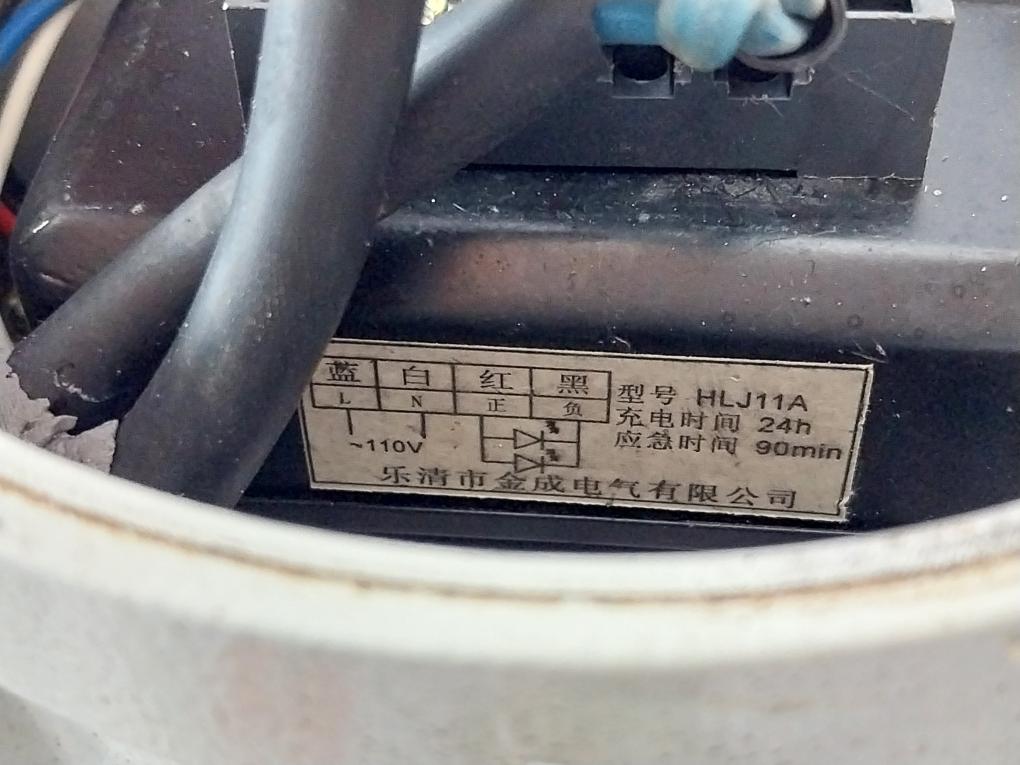 蓝 白 红 黑
L N 正 负
~110V
型号 HLJ11A
充电时间 24h
应急时间 90min
乐清市金成电气有限公司